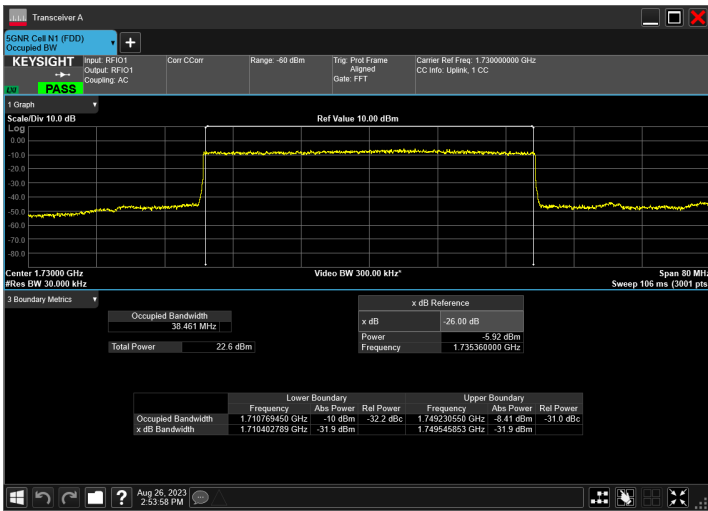 Transceiver A
5GNR Cell N1 (FDD)
Occupied BW
KEYSIGHT
PASS
Input: RFIO1
Output: RFIO1
Coupling: AC
Corr CCorr
Range: -60 dBm
Trig: Prot Frame
Aligned
Gate: FFT
Carrier Ref Freq: 1.730000000 GHz
CC Info: Uplink, 1 CC
1 Graph
Scale/Div 10.0 dB
Ref Value 10.00 dBm
Log
0.00
-10.0
-20.0
-30.0
-40.0
-50.0
-60.0
-70.0
-80.0
Center 1.73000 GHz
Video BW 300.00 kHz*
Span 80 MHz
#Res BW 30.000 kHz
Sweep 106 ms (3001 pts
3 Boundary Metrics
Occupied Bandwidth
38.461 MHz
Total Power 22.6 dBm
x dB Reference
x dB -26.00 dB
Power -5.92 dBm
Frequency 1.735360000 GHz
Lower Boundary Upper Boundary
Frequency Abs Power Rel Power Frequency Abs Power Rel Power
Occupied Bandwidth 1.710769450 GHz -10 dBm -32.2 dBc 1.749230550 GHz -8.41 dBm -31.0 dBc
x dB Bandwidth 1.710402789 GHz -31.9 dBm 1.749545853 GHz -31.9 dBm
?
Aug 26, 2023
2:53:58 PM